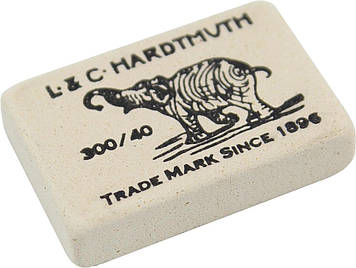 L. & C. HARDTMUTH
300/40
TRADE MARK SINCE 1896